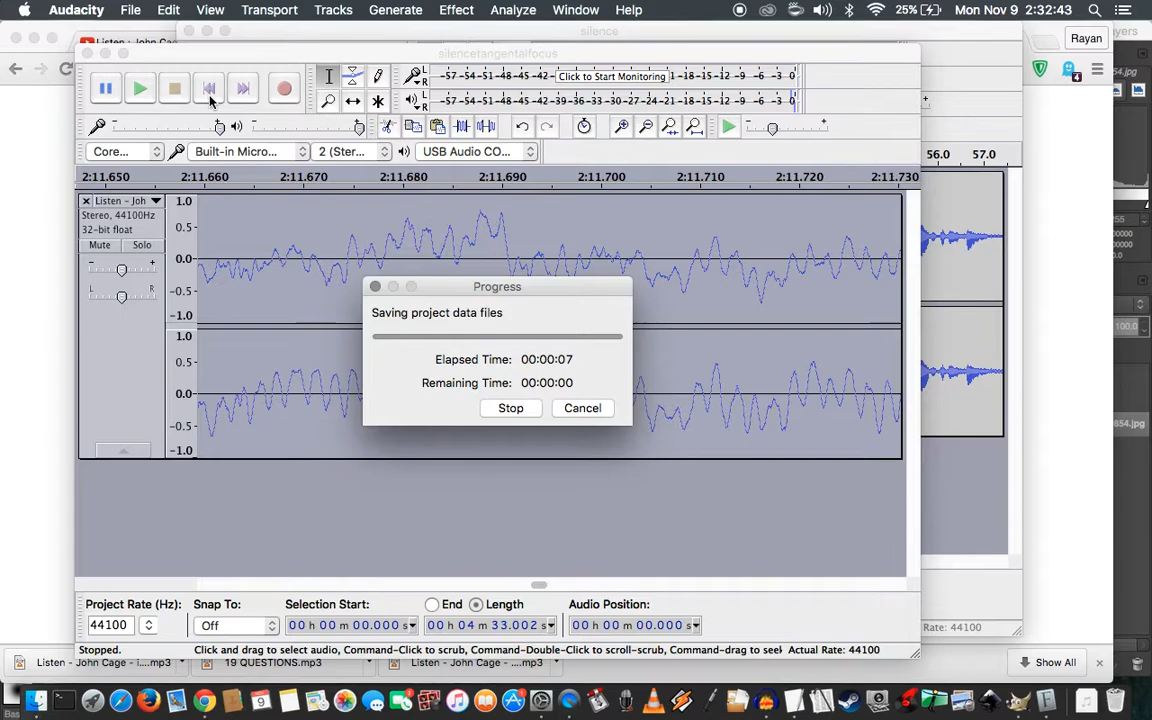 Audacity File Edit View Transport Tracks Generate Effect Analyze Window Help 25% Mon Nov 9 2:32:43
silence
Listen - John Cage Rayan
silencetangentalfocus
-57 -54 -51 -48 -45 -42 Click to Start Monitoring -12 -9 -6 -3 0
-57 -54 -51 -48 -45 -42 -39 -36 -33 -30 -27 -24 -21 -18 -15 -12 -9 -6 -3 0
Core... Built-in Micro... 2 (Ster... USB Audio CO... 56.0 57.0
2:11.650 2:11.660 2:11.670 2:11.680 2:11.690 2:11.700 2:11.710 2:11.720 2:11.730
Listen - Joh
Stereo, 44100Hz
32-bit float
Mute Solo
- +
L R
1.0
0.5
0.0
-0.5
-1.0
1.0
0.5
0.0
-0.5
-1.0
Progress
Saving project data files
Elapsed Time: 00:00:07
Remaining Time: 00:00:00
Stop Cancel
100.0
854.jpg
Project Rate (Hz): Snap To: Selection Start: End Length Audio Position:
44100 Off 00 h 00 m 00.000 s 00 h 04 m 33.002 s 00 h 00 m 00.000 s
Rate: 44100
Stopped. Click and drag to select audio, Command-Click to scrub, Command-Double-Click to scroll-scrub, Command-drag to seek Actual Rate: 44100
Listen - John Cage - i....mp3 19 QUESTIONS.mp3 Listen - John Cage - ....mp3 Show All